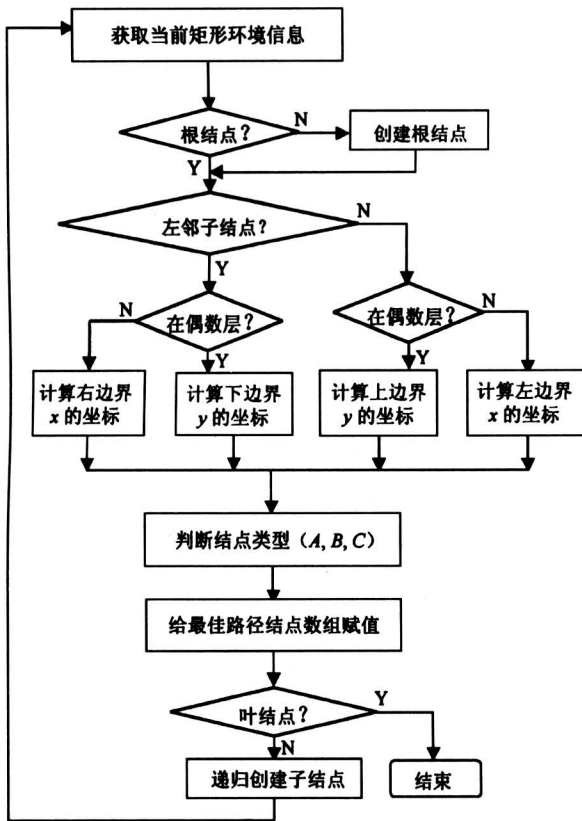 获取当前矩形环境信息
根结点?
N
创建根结点
Y
左邻子结点?
N
Y
在偶数层?
N
Y
在偶数层?
N
Y
计算右边界
x 的坐标
计算下边界
y 的坐标
计算上边界
y 的坐标
计算左边界
x 的坐标
判断结点类型（A, B, C）
给最佳路径结点数组赋值
叶结点?
Y
N
递归创建子结点
结束